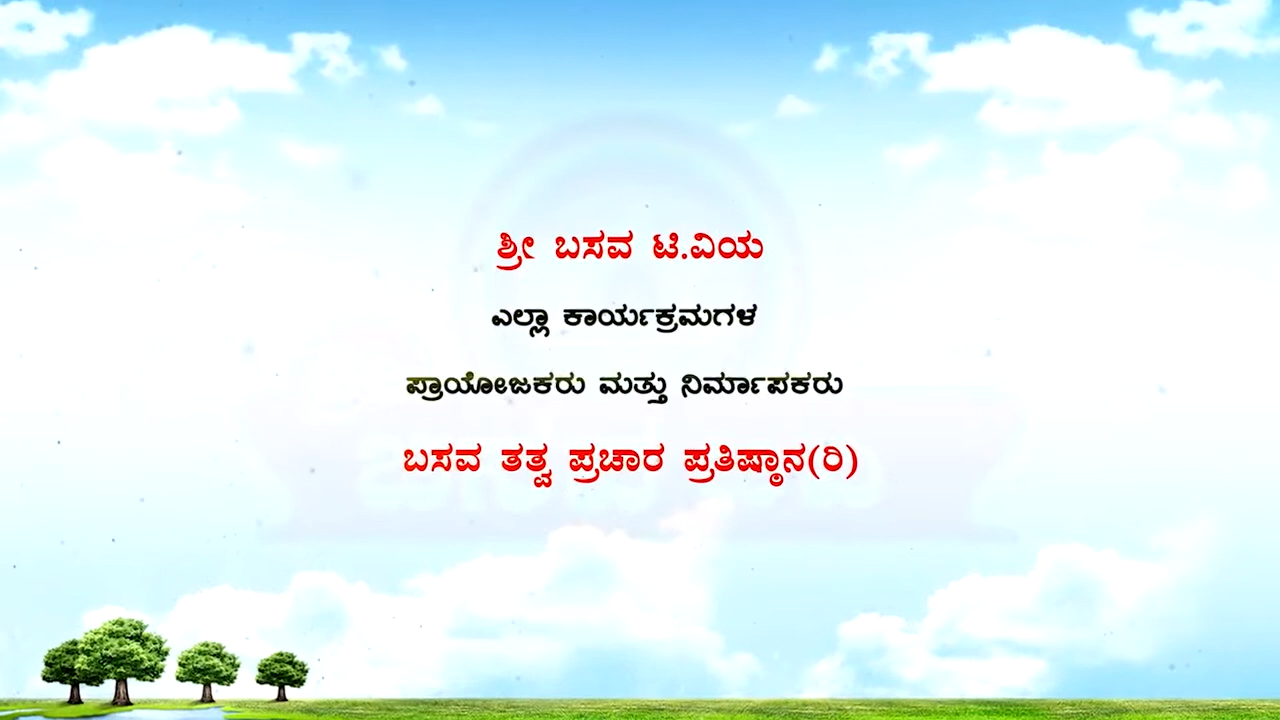 ಶ್ರೀ ಬಸವ ಟಿ.ವಿಯ
ಎಲ್ಲಾ ಕಾರ್ಯಕ್ರಮಗಳ
ಪ್ರಾಯೋಜಕರು ಮತ್ತು ನಿರ್ಮಾಪಕರು
ಬಸವ ತತ್ವ ಪ್ರಚಾರ ಪ್ರತಿಷ್ಠಾನ(ರಿ)